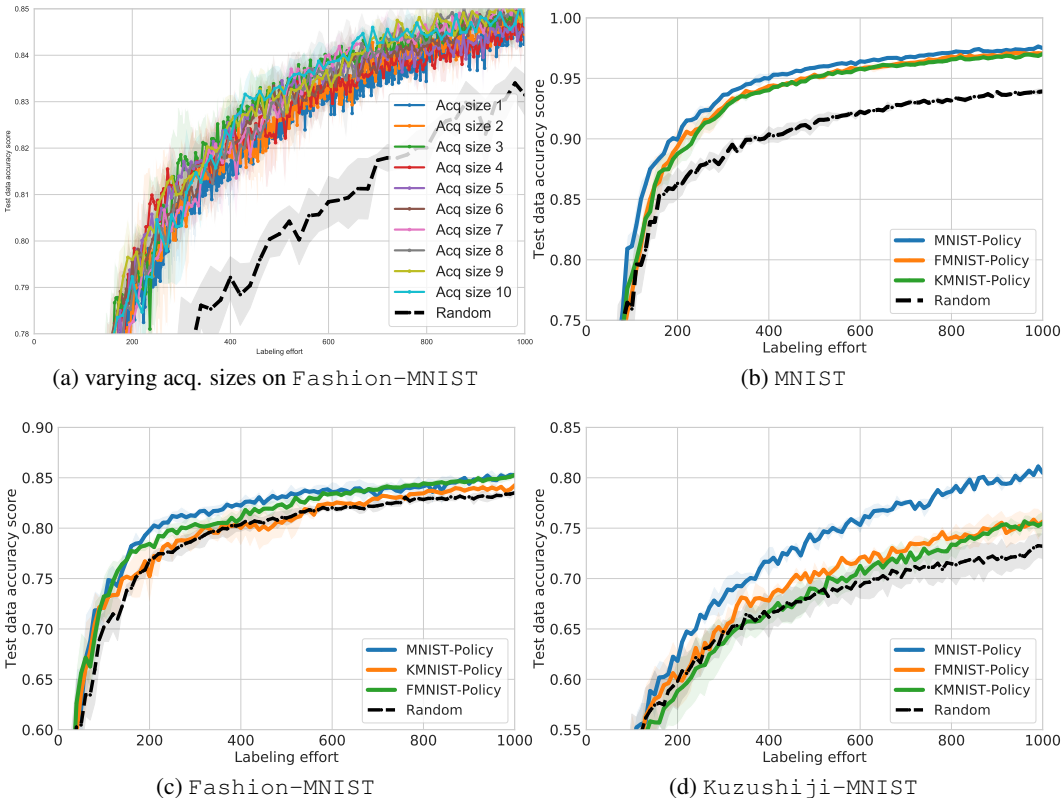 0.85
0.84
0.83
0.82
0.81
0.80
0.79
0.78
0
200
400
600
800
1000
Test data accuracy score
Labeling effort
Acq size 1
Acq size 2
Acq size 3
Acq size 4
Acq size 5
Acq size 6
Acq size 7
Acq size 8
Acq size 9
Acq size 10
Random
(a) varying acq. sizes on Fashion-MNIST
1.00
0.95
0.90
0.85
0.80
0.75
0
200
400
600
800
1000
Test data accuracy score
Labeling effort
MNIST-Policy
FMNIST-Policy
KMNIST-Policy
Random
(b) MNIST
0.90
0.85
0.80
0.75
0.70
0.65
0.60
0
200
400
600
800
1000
Test data accuracy score
Labeling effort
MNIST-Policy
KMNIST-Policy
FMNIST-Policy
Random
(c) Fashion-MNIST
0.85
0.80
0.75
0.70
0.65
0.60
0.55
0
200
400
600
800
1000
Test data accuracy score
Labeling effort
MNIST-Policy
FMNIST-Policy
KMNIST-Policy
Random
(d) Kuzushiji-MNIST